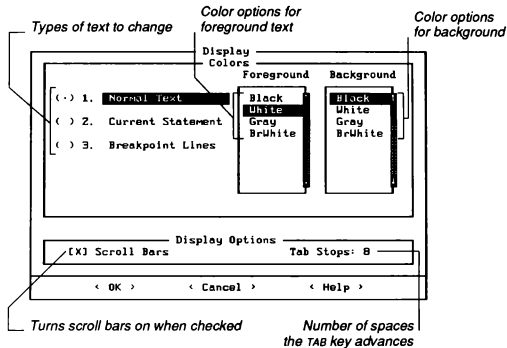 Types of text to change
Color options for
foreground text
Color options
for background
Display
Colors
Foreground Background
(·) 1. Normal Text
( ) 2. Current Statement
( ) 3. Breakpoint Lines
Black
White
Gray
BrWhite
Black
White
Gray
BrWhite
Display Options
[X] Scroll Bars Tab Stops: 8
< OK > < Cancel > < Help >
Turns scroll bars on when checked
Number of spaces
the TAB key advances